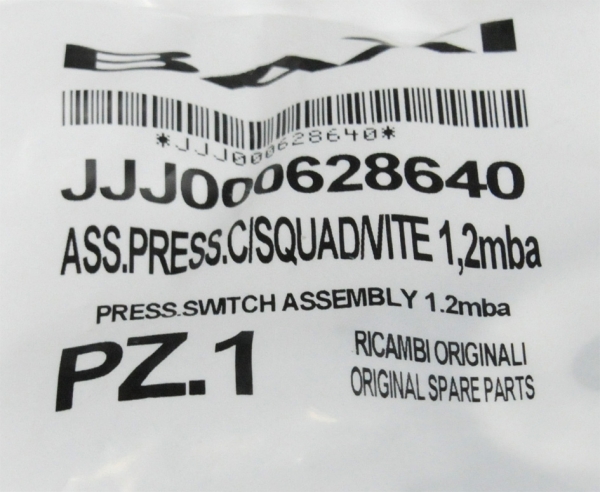 BAXI
*JJJ000628640*
JJJ000628640
ASS.PRESS.C/SQUAD/VITE 1,2mba
PRESS.SWITCH ASSEMBLY 1.2mba
PZ.1
RICAMBI ORIGINALI
ORIGINAL SPARE PARTS